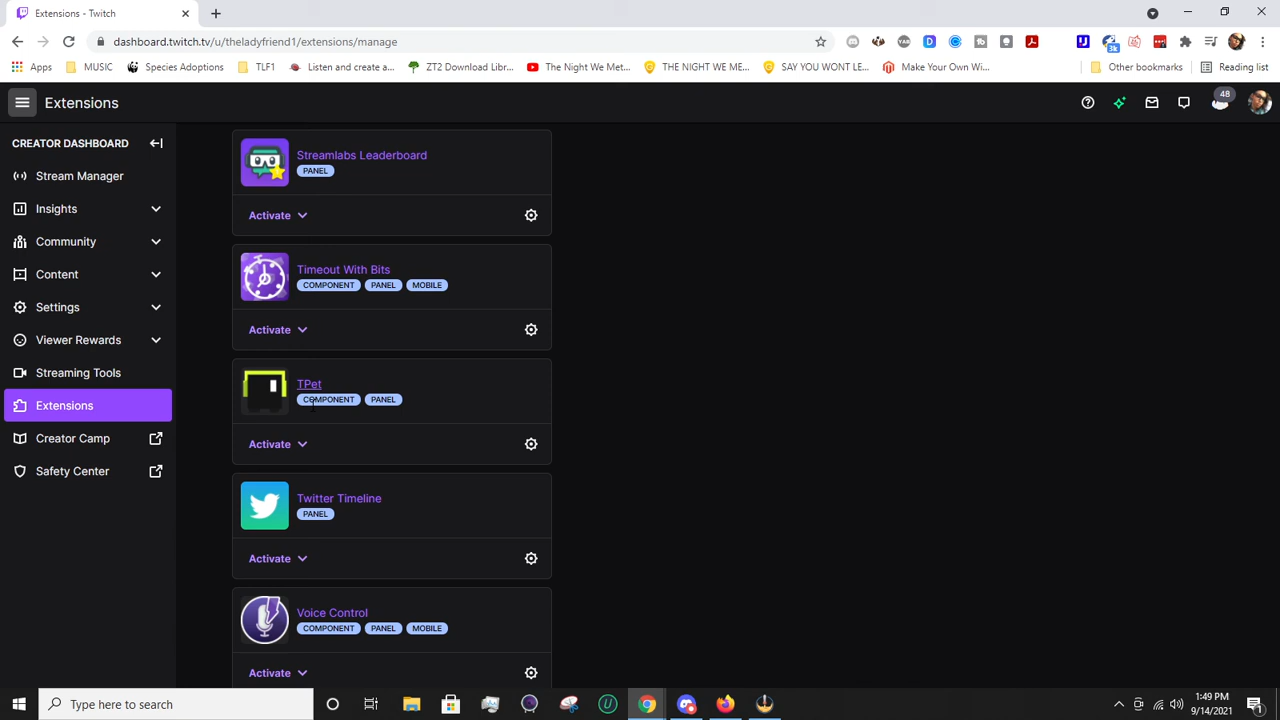 Extensions - Twitch
dashboard.twitch.tv/u/theladyfriend1/extensions/manage
Apps
MUSIC
Species Adoptions
TLF1
Listen and create a...
ZT2 Download Libr...
The Night We Met...
THE NIGHT WE ME...
SAY YOU WONT LE...
Make Your Own Wi...
Other bookmarks
Reading list
YAB
3k
Extensions
48
CREATOR DASHBOARD
Stream Manager
Insights
Community
Content
Settings
Viewer Rewards
Streaming Tools
Extensions
Creator Camp
Safety Center
Streamlabs Leaderboard
PANEL
Activate
Timeout With Bits
COMPONENT PANEL MOBILE
Activate
TPet
COMPONENT PANEL
Activate
Twitter Timeline
PANEL
Activate
Voice Control
COMPONENT PANEL MOBILE
Activate
Type here to search
1:49 PM
9/14/2021